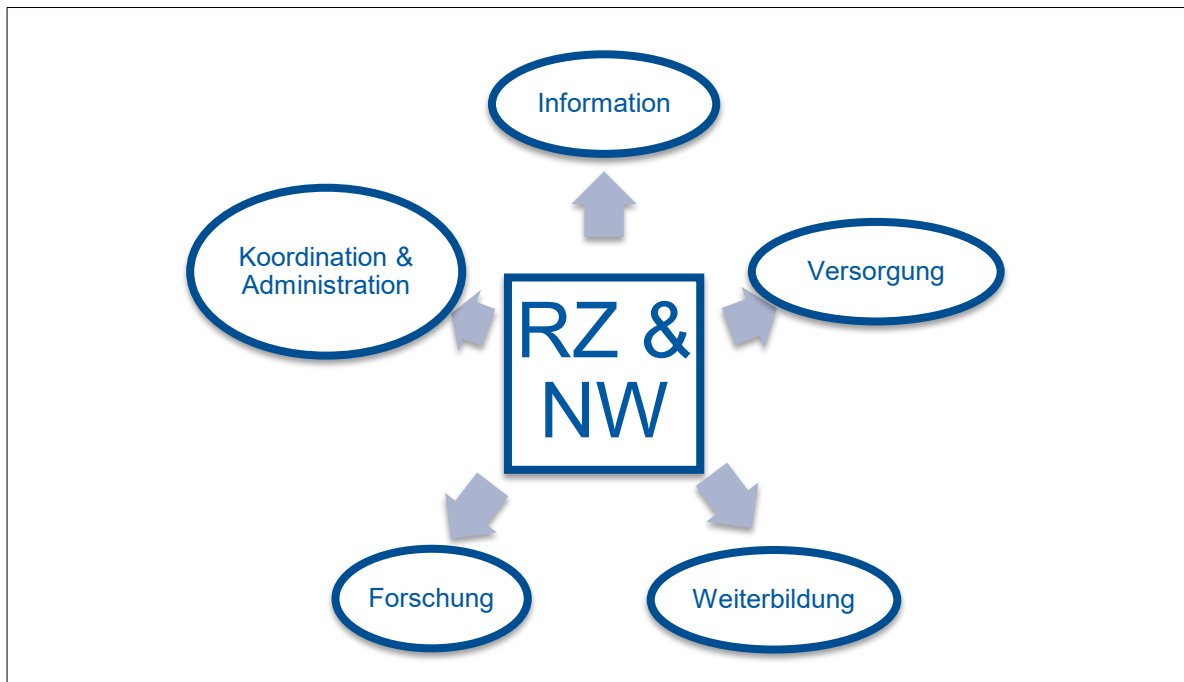 Information
Koordination &
Administration
Versorgung
RZ &
NW
Forschung
Weiterbildung